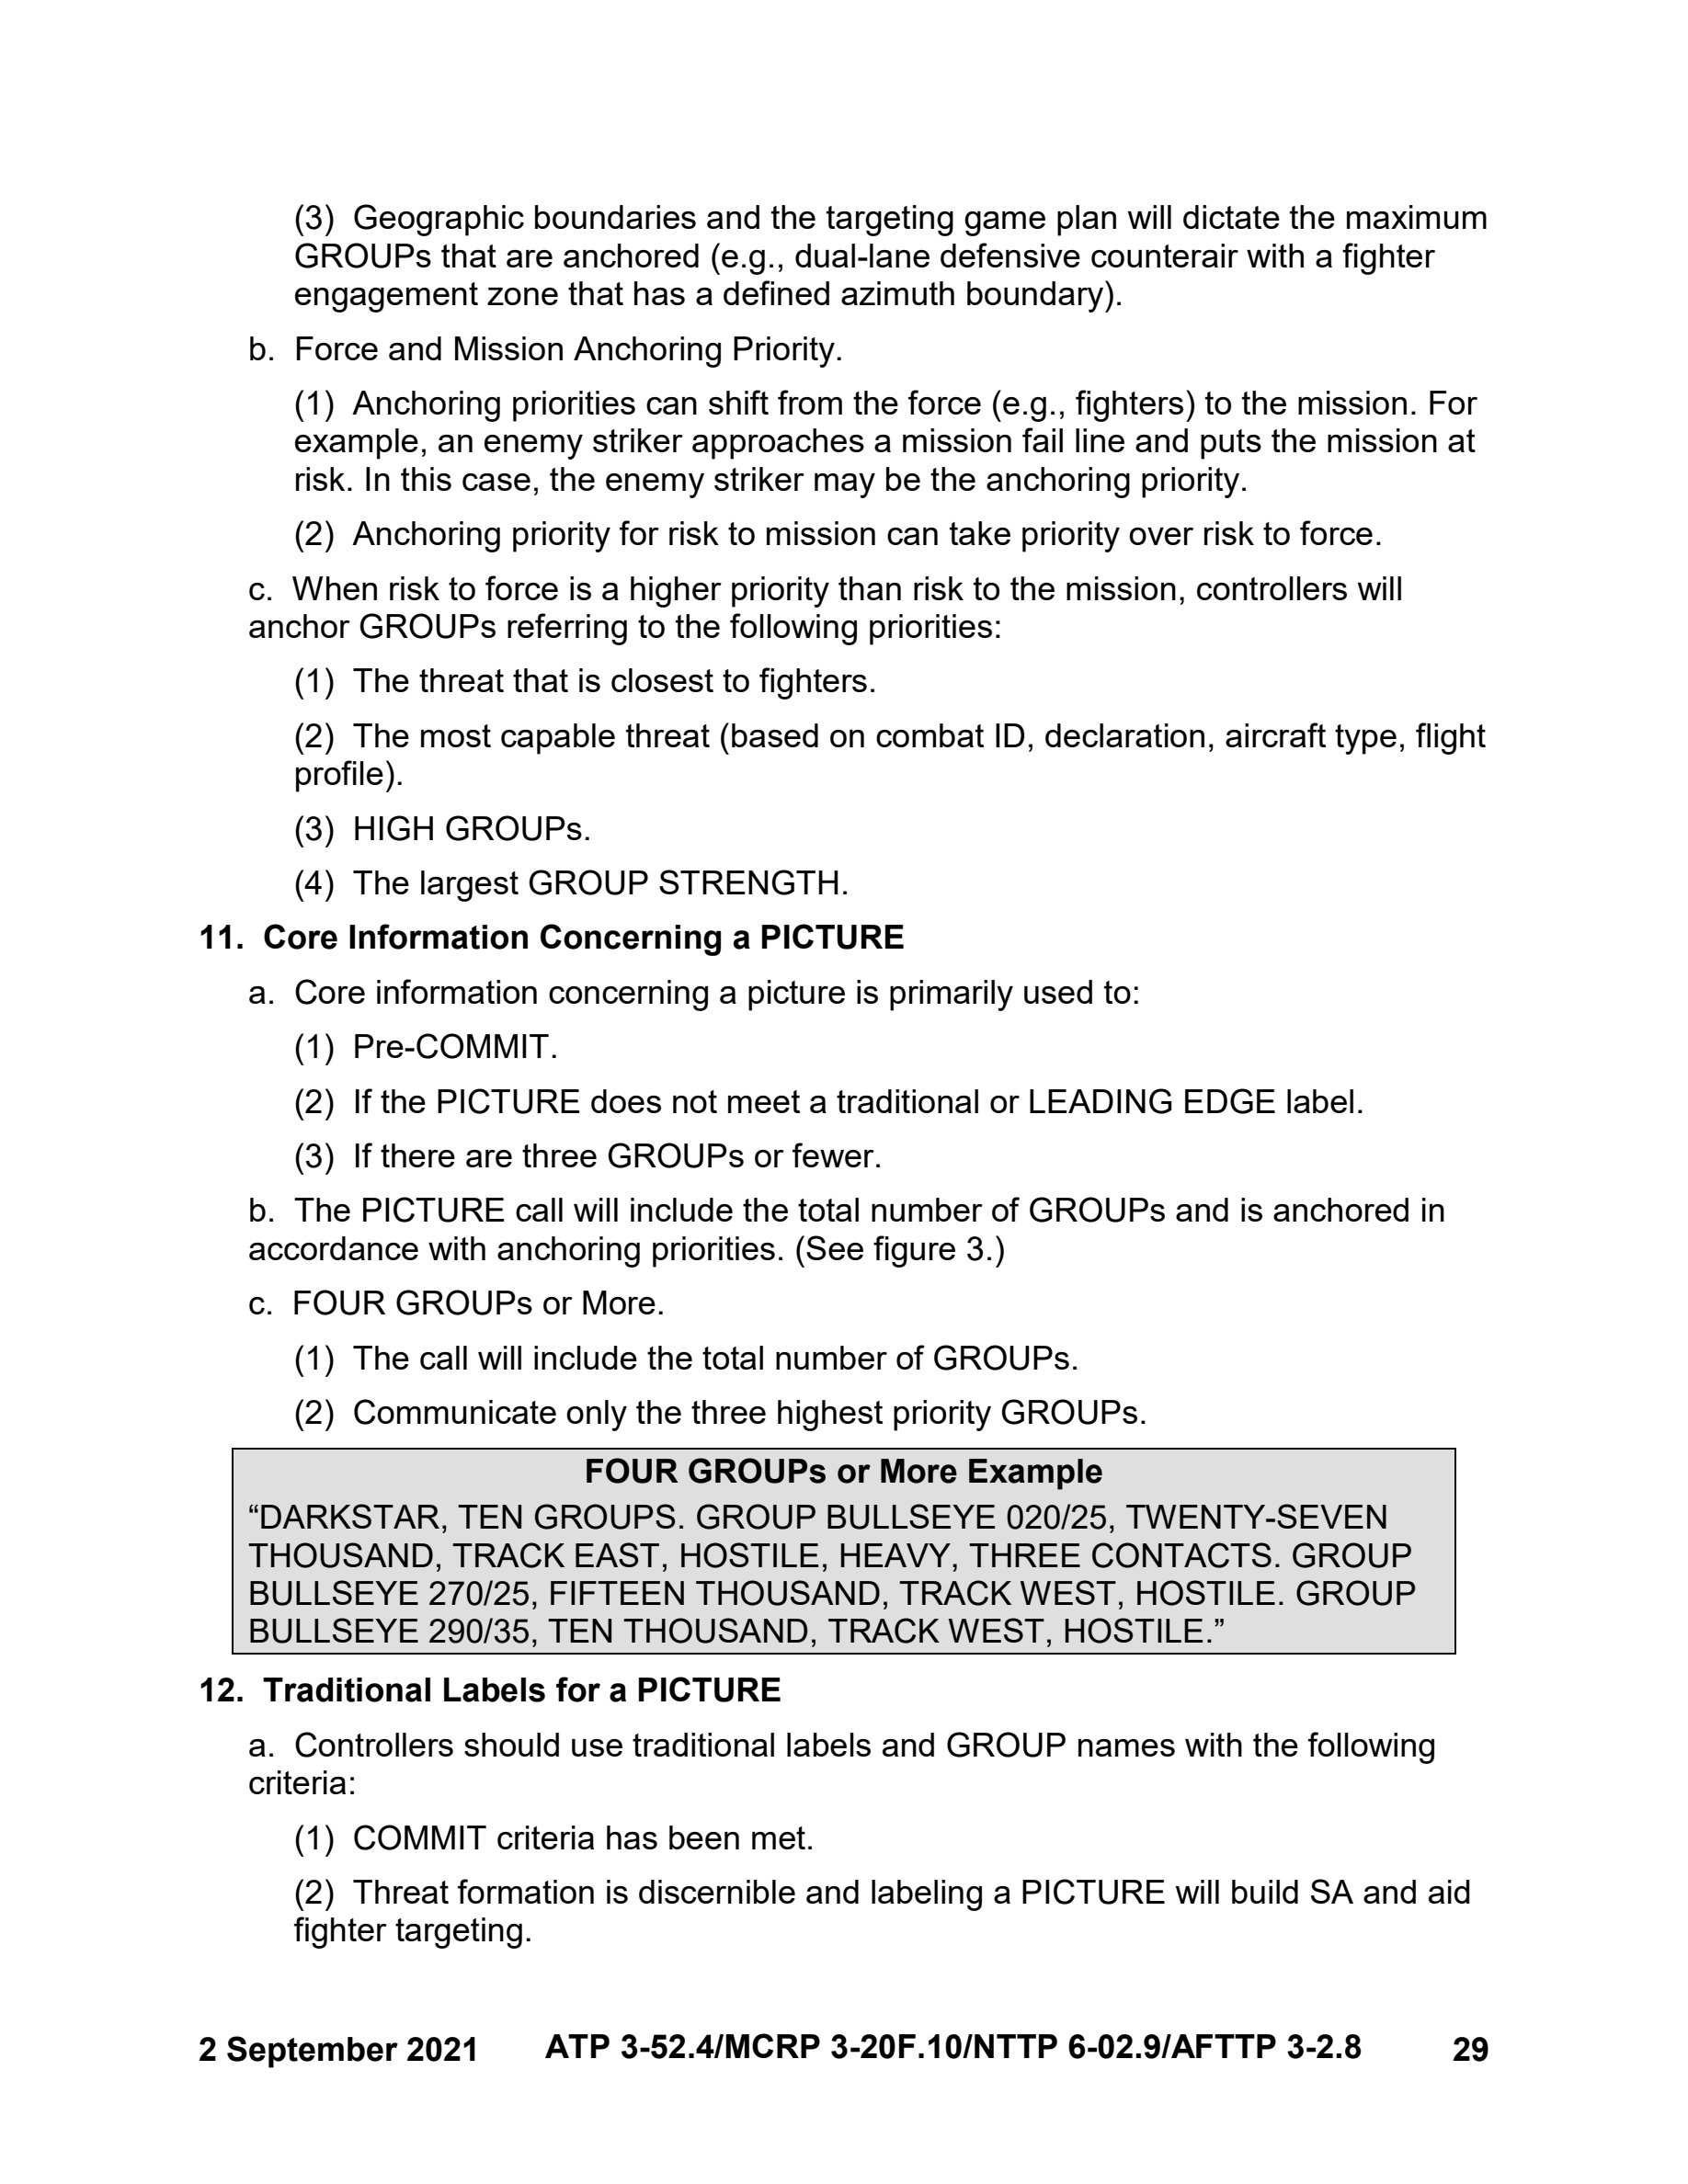 (3) Geographic boundaries and the targeting game plan will dictate the maximum
GROUPs that are anchored (e.g., dual-lane defensive counterair with a fighter
engagement zone that has a defined azimuth boundary).
b. Force and Mission Anchoring Priority.
(1) Anchoring priorities can shift from the force (e.g., fighters) to the mission. For
example, an enemy striker approaches a mission fail line and puts the mission at
risk. In this case, the enemy striker may be the anchoring priority.
(2) Anchoring priority for risk to mission can take priority over risk to force.
c. When risk to force is a higher priority than risk to the mission, controllers will
anchor GROUPs referring to the following priorities:
(1) The threat that is closest to fighters.
(2) The most capable threat (based on combat ID, declaration, aircraft type, flight
profile).
(3) HIGH GROUPs.
(4) The largest GROUP STRENGTH.
11. Core Information Concerning a PICTURE
a. Core information concerning a picture is primarily used to:
(1) Pre-COMMIT.
(2) If the PICTURE does not meet a traditional or LEADING EDGE label.
(3) If there are three GROUPs or fewer.
b. The PICTURE call will include the total number of GROUPs and is anchored in
accordance with anchoring priorities. (See figure 3.)
c. FOUR GROUPs or More.
(1) The call will include the total number of GROUPs.
(2) Communicate only the three highest priority GROUPs.
FOUR GROUPs or More Example
“DARKSTAR, TEN GROUPS. GROUP BULLSEYE 020/25, TWENTY-SEVEN
THOUSAND, TRACK EAST, HOSTILE, HEAVY, THREE CONTACTS. GROUP
BULLSEYE 270/25, FIFTEEN THOUSAND, TRACK WEST, HOSTILE. GROUP
BULLSEYE 290/35, TEN THOUSAND, TRACK WEST, HOSTILE.”
12. Traditional Labels for a PICTURE
a. Controllers should use traditional labels and GROUP names with the following
criteria:
(1) COMMIT criteria has been met.
(2) Threat formation is discernible and labeling a PICTURE will build SA and aid
fighter targeting.
2 September 2021 ATP 3-52.4/MCRP 3-20F.10/NTTP 6-02.9/AFTTP 3-2.8 29